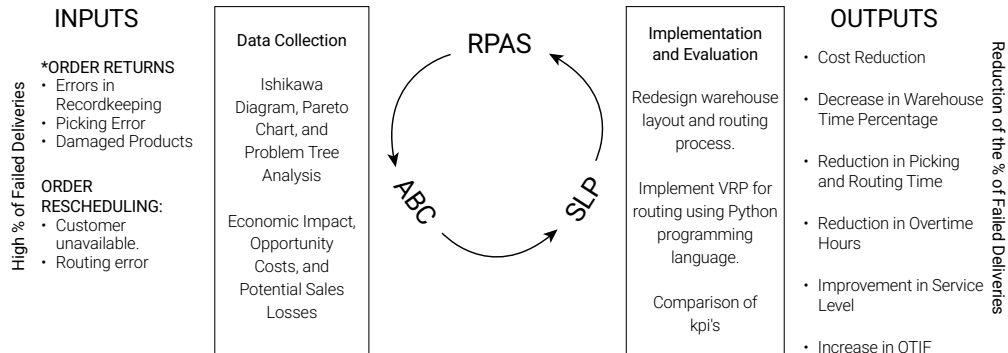 INPUTS
High % of Failed Deliveries
*ORDER RETURNS
• Errors in
Recordkeeping
• Picking Error
• Damaged Products
ORDER
RESCHEDULING:
• Customer
unavailable.
• Routing error
Data Collection
Ishikawa
Diagram, Pareto
Chart, and
Problem Tree
Analysis
Economic Impact,
Opportunity
Costs, and
Potential Sales
Losses
RPAS
ABC
SLP
Implementation
and Evaluation
Redesign warehouse
layout and routing
process.
Implement VRP for
routing using Python
programming
language.
Comparison of
kpi's
OUTPUTS
• Cost Reduction
• Decrease in Warehouse
Time Percentage
• Reduction in Picking
and Routing Time
• Reduction in Overtime
Hours
• Improvement in Service
Level
• Increase in OTIF
Reduction of the % of Failed Deliveries